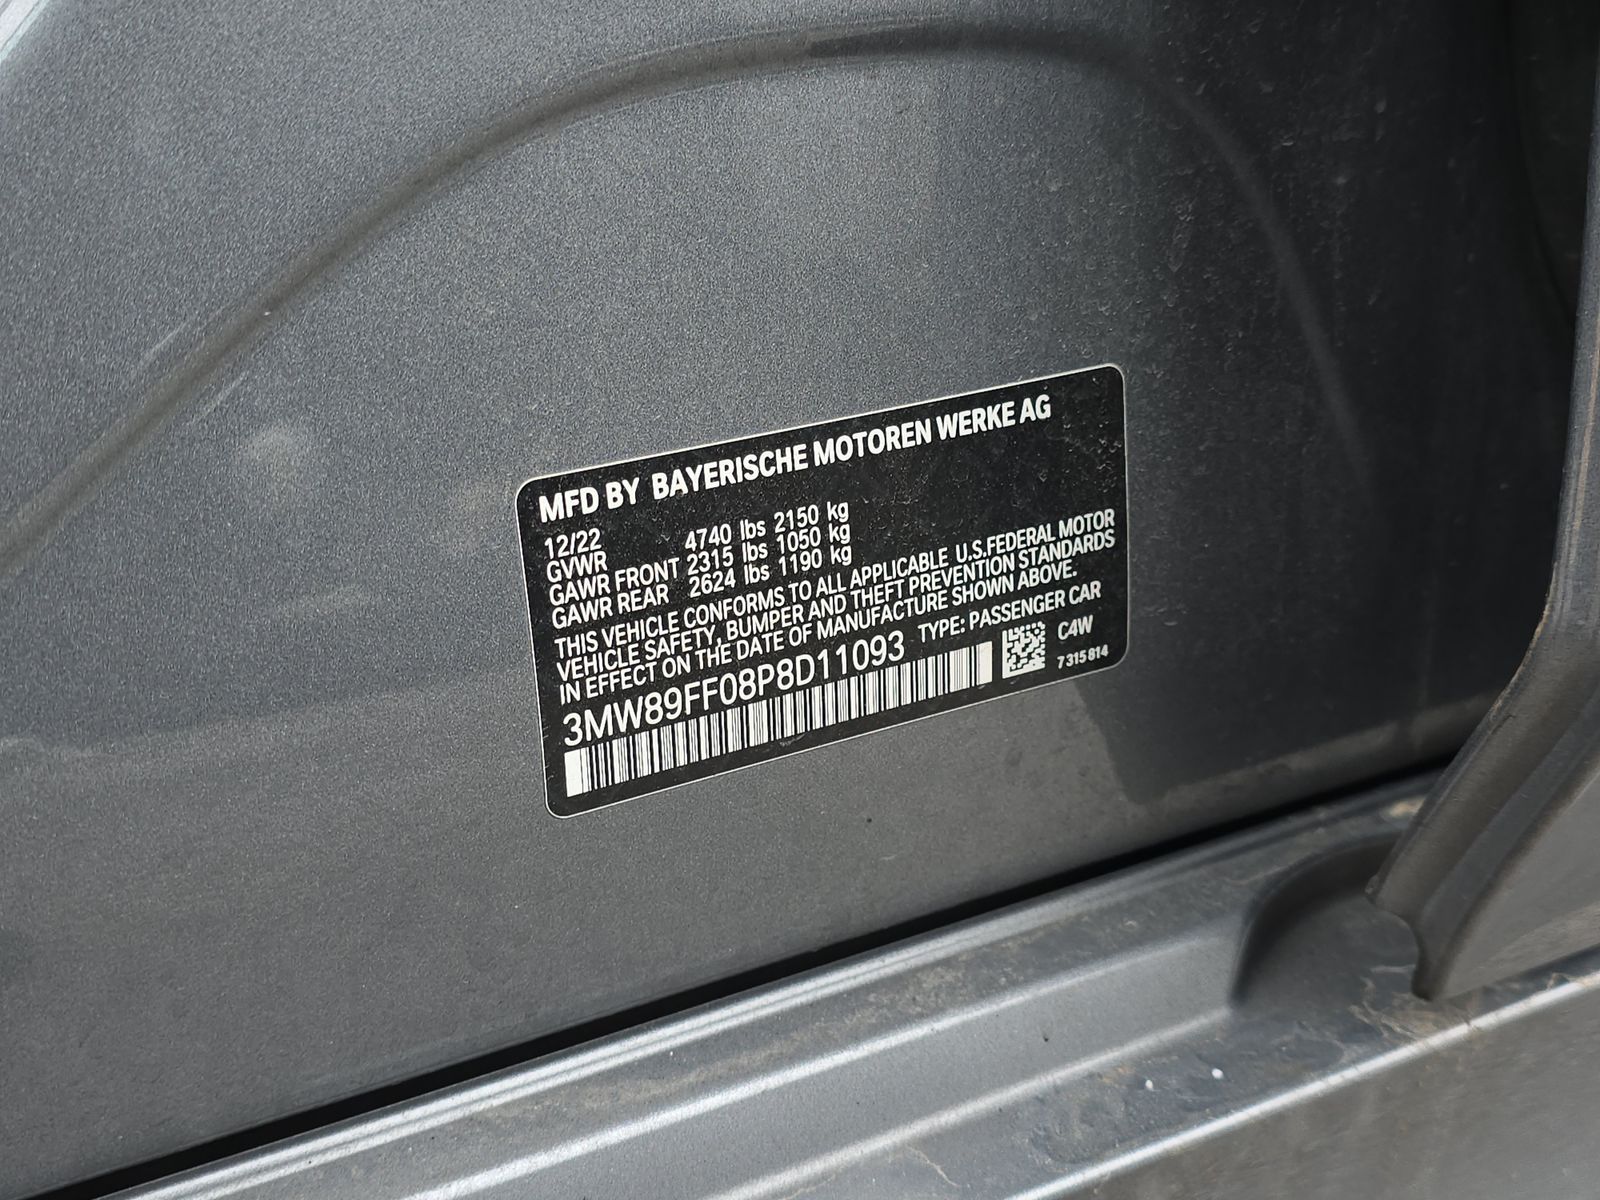 MFD BY BAYERISCHE MOTOREN WERKE AG
12/22
GVWR 4740 lbs 2150 kg
GAWR FRONT 2315 lbs 1050 kg
GAWR REAR 2624 lbs 1190 kg
THIS VEHICLE CONFORMS TO ALL APPLICABLE U.S.FEDERAL MOTOR
VEHICLE SAFETY, BUMPER AND THEFT PREVENTION STANDARDS
IN EFFECT ON THE DATE OF MANUFACTURE SHOWN ABOVE.
3MW89FF08P8D11093 TYPE: PASSENGER CAR
C4W
7 315 814